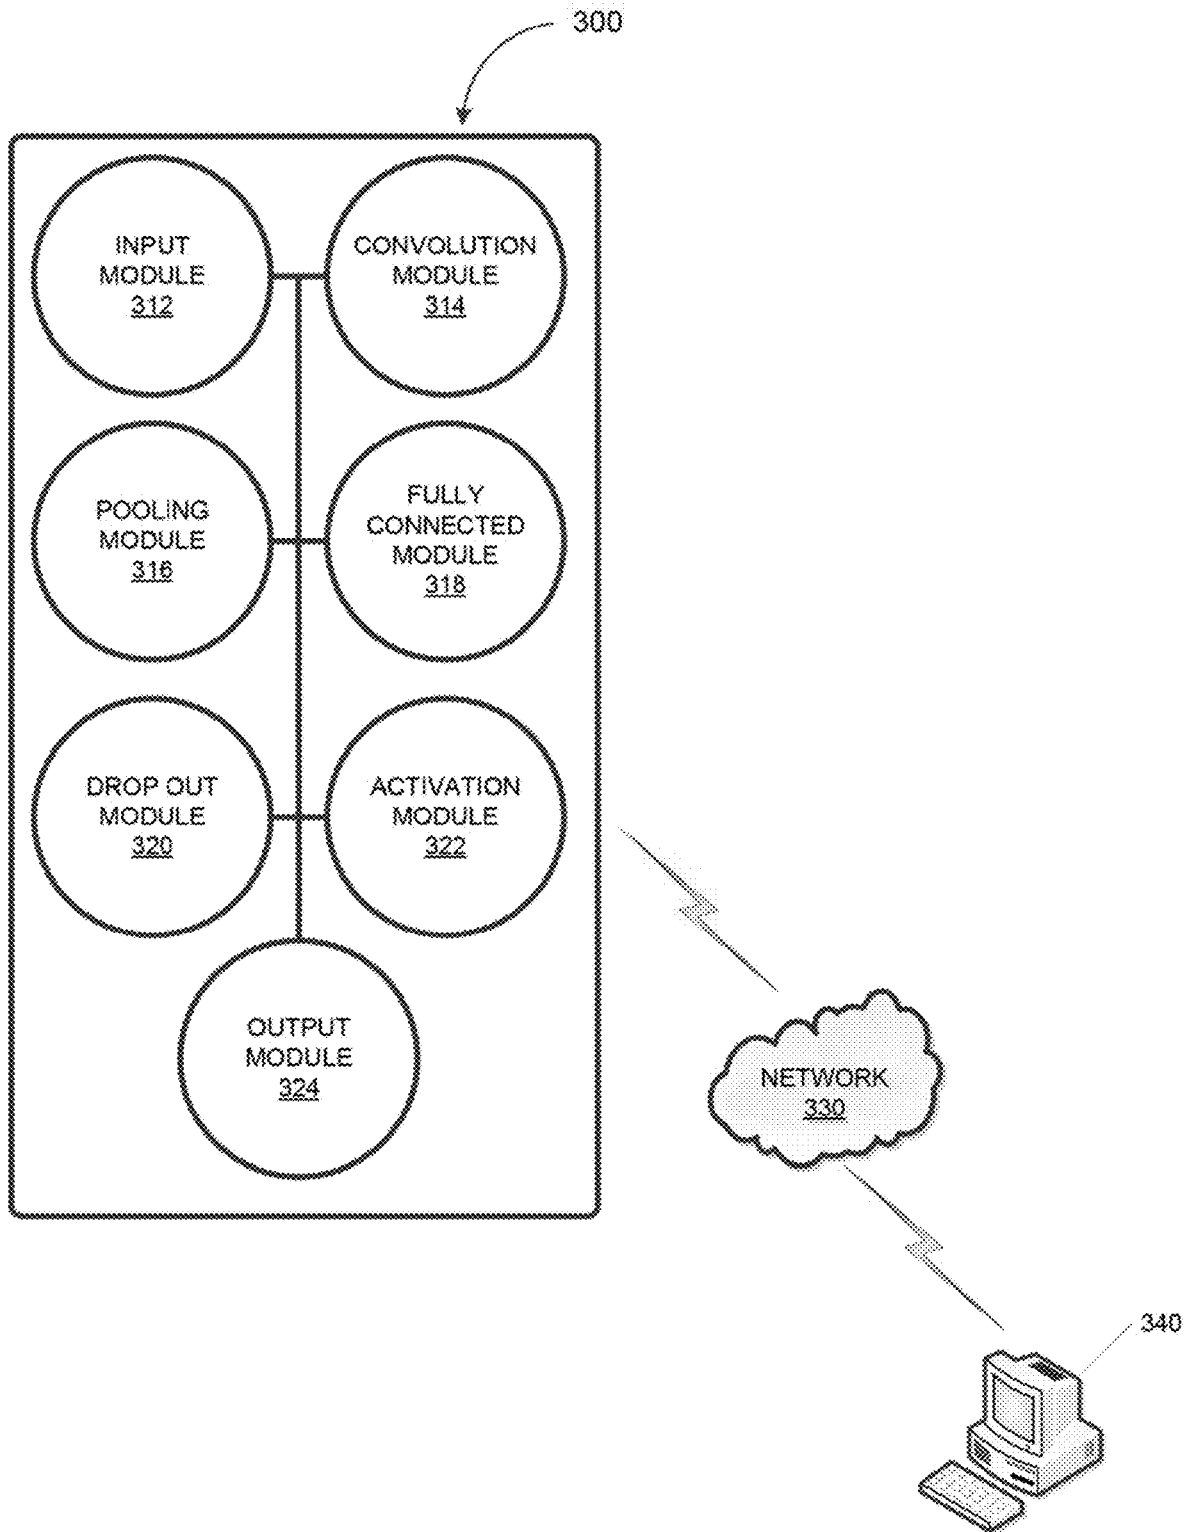 300
INPUT
MODULE
312
CONVOLUTION
MODULE
314
POOLING
MODULE
316
FULLY
CONNECTED
MODULE
318
DROP OUT
MODULE
320
ACTIVATION
MODULE
322
OUTPUT
MODULE
324
NETWORK
330
340